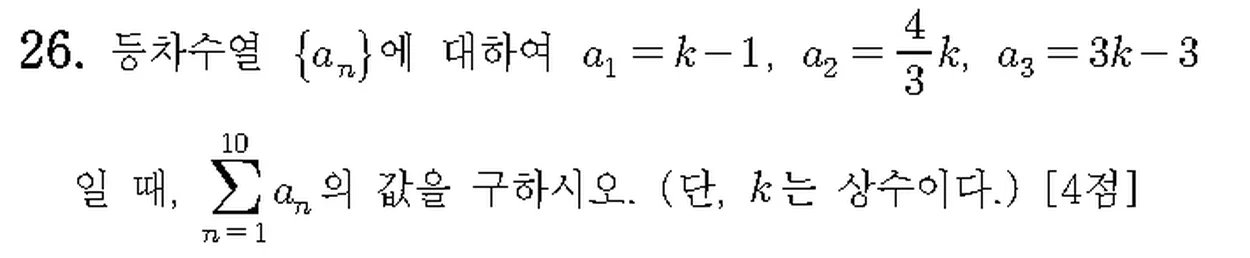 26. 등차수열 {aₙ}에 대하여 a₁ = k − 1, a₂ = 4/3 k, a₃ = 3k − 3
일 때, ∑_{n=1}^{10} aₙ의 값을 구하시오. (단, k는 상수이다.) [4점]